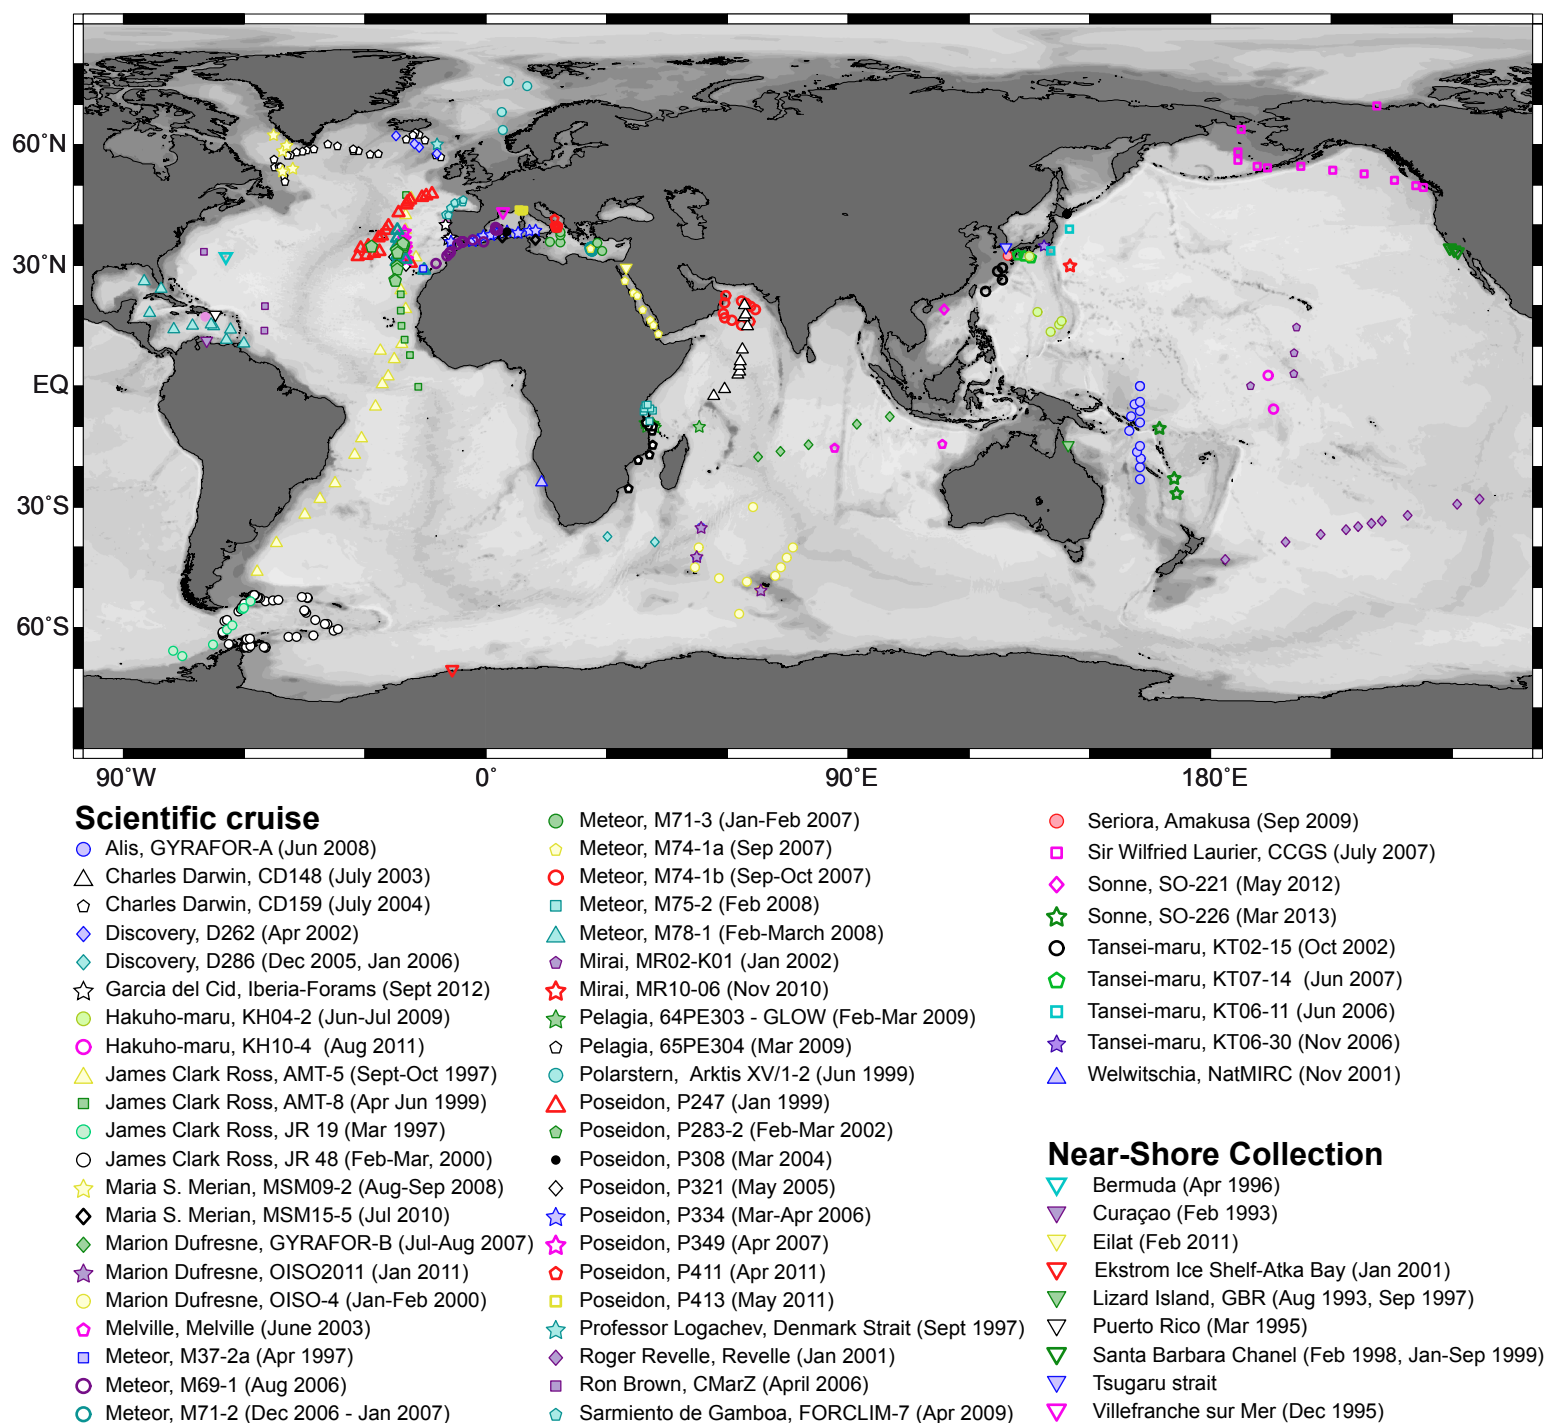 60°N
30°N
EQ
30°S
60°S
90°W
0°
90°E
180°E
Scientific cruise
Alis, GYRAFOR-A (Jun 2008)
Charles Darwin, CD148 (July 2003)
Charles Darwin, CD159 (July 2004)
Discovery, D262 (Apr 2002)
Discovery, D286 (Dec 2005, Jan 2006)
Garcia del Cid, Iberia-Forams (Sept 2012)
Hakuho-maru, KH04-2 (Jun-Jul 2009)
Hakuho-maru, KH10-4 (Aug 2011)
James Clark Ross, AMT-5 (Sept-Oct 1997)
James Clark Ross, AMT-8 (Apr Jun 1999)
James Clark Ross, JR 19 (Mar 1997)
James Clark Ross, JR 48 (Feb-Mar, 2000)
Maria S. Merian, MSM09-2 (Aug-Sep 2008)
Maria S. Merian, MSM15-5 (Jul 2010)
Marion Dufresne, GYRAFOR-B (Jul-Aug 2007)
Marion Dufresne, OISO2011 (Jan 2011)
Marion Dufresne, OISO-4 (Jan-Feb 2000)
Melville, Melville (June 2003)
Meteor, M37-2a (Apr 1997)
Meteor, M69-1 (Aug 2006)
Meteor, M71-2 (Dec 2006 - Jan 2007)
Meteor, M71-3 (Jan-Feb 2007)
Meteor, M74-1a (Sep 2007)
Meteor, M74-1b (Sep-Oct 2007)
Meteor, M75-2 (Feb 2008)
Meteor, M78-1 (Feb-March 2008)
Mirai, MR02-K01 (Jan 2002)
Mirai, MR10-06 (Nov 2010)
Pelagia, 64PE303 - GLOW (Feb-Mar 2009)
Pelagia, 65PE304 (Mar 2009)
Polarstern, Arktis XV/1-2 (Jun 1999)
Poseidon, P247 (Jan 1999)
Poseidon, P283-2 (Feb-Mar 2002)
Poseidon, P308 (Mar 2004)
Poseidon, P321 (May 2005)
Poseidon, P334 (Mar-Apr 2006)
Poseidon, P349 (Apr 2007)
Poseidon, P411 (Apr 2011)
Poseidon, P413 (May 2011)
Professor Logachev, Denmark Strait (Sept 1997)
Roger Revelle, Revelle (Jan 2001)
Ron Brown, CMarZ (April 2006)
Sarmiento de Gamboa, FORCLIM-7 (Apr 2009)
Seriora, Amakusa (Sep 2009)
Sir Wilfried Laurier, CCGS (July 2007)
Sonne, SO-221 (May 2012)
Sonne, SO-226 (Mar 2013)
Tansei-maru, KT02-15 (Oct 2002)
Tansei-maru, KT07-14 (Jun 2007)
Tansei-maru, KT06-11 (Jun 2006)
Tansei-maru, KT06-30 (Nov 2006)
Welwitschia, NatMIRC (Nov 2001)
Near-Shore Collection
Bermuda (Apr 1996)
Curaçao (Feb 1993)
Eilat (Feb 2011)
Ekstrom Ice Shelf-Atka Bay (Jan 2001)
Lizard Island, GBR (Aug 1993, Sep 1997)
Puerto Rico (Mar 1995)
Santa Barbara Chanel (Feb 1998, Jan-Sep 1999)
Tsugaru strait
Villefranche sur Mer (Dec 1995)